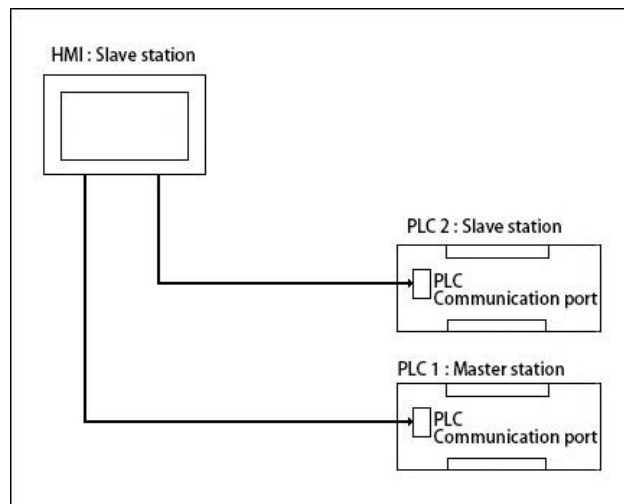 HMI : Slave station
PLC 2 : Slave station
PLC
Communication port
PLC 1 : Master station
PLC
Communication port